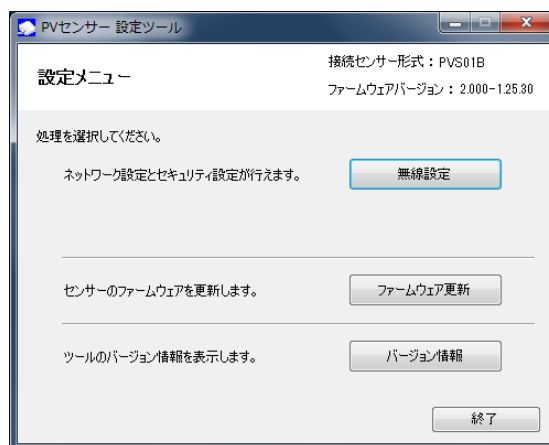 PVセンサー 設定ツール
設定メニュー
接続センサー形式：PVS01B
ファームウェアバージョン：2.000-1.25.30
処理を選択してください。
ネットワーク設定とセキュリティ設定が行えます。
無線設定
センサーのファームウェアを更新します。
ファームウェア更新
ツールのバージョン情報を表示します。
バージョン情報
終了